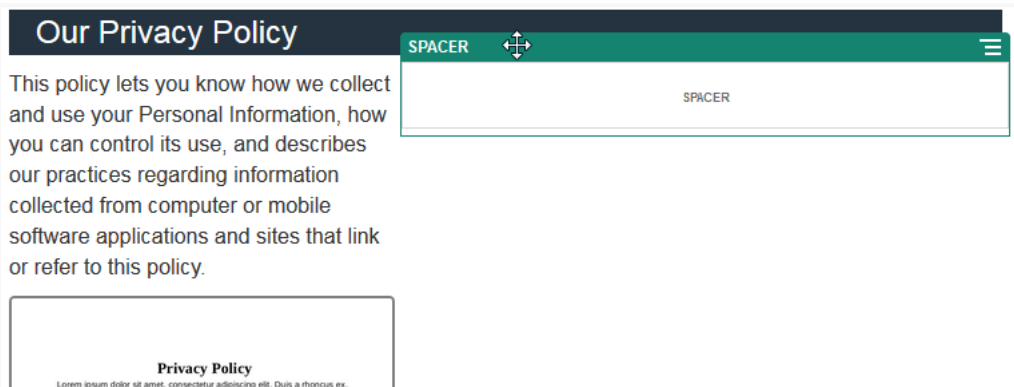 Our Privacy Policy
SPACER
SPACER
This policy lets you know how we collect
and use your Personal Information, how
you can control its use, and describes
our practices regarding information
collected from computer or mobile
software applications and sites that link
or refer to this policy.
Privacy Policy
Lorem ipsum dolor sit amet, consectetur adipiscing elit. Duis a rhoncus ex.